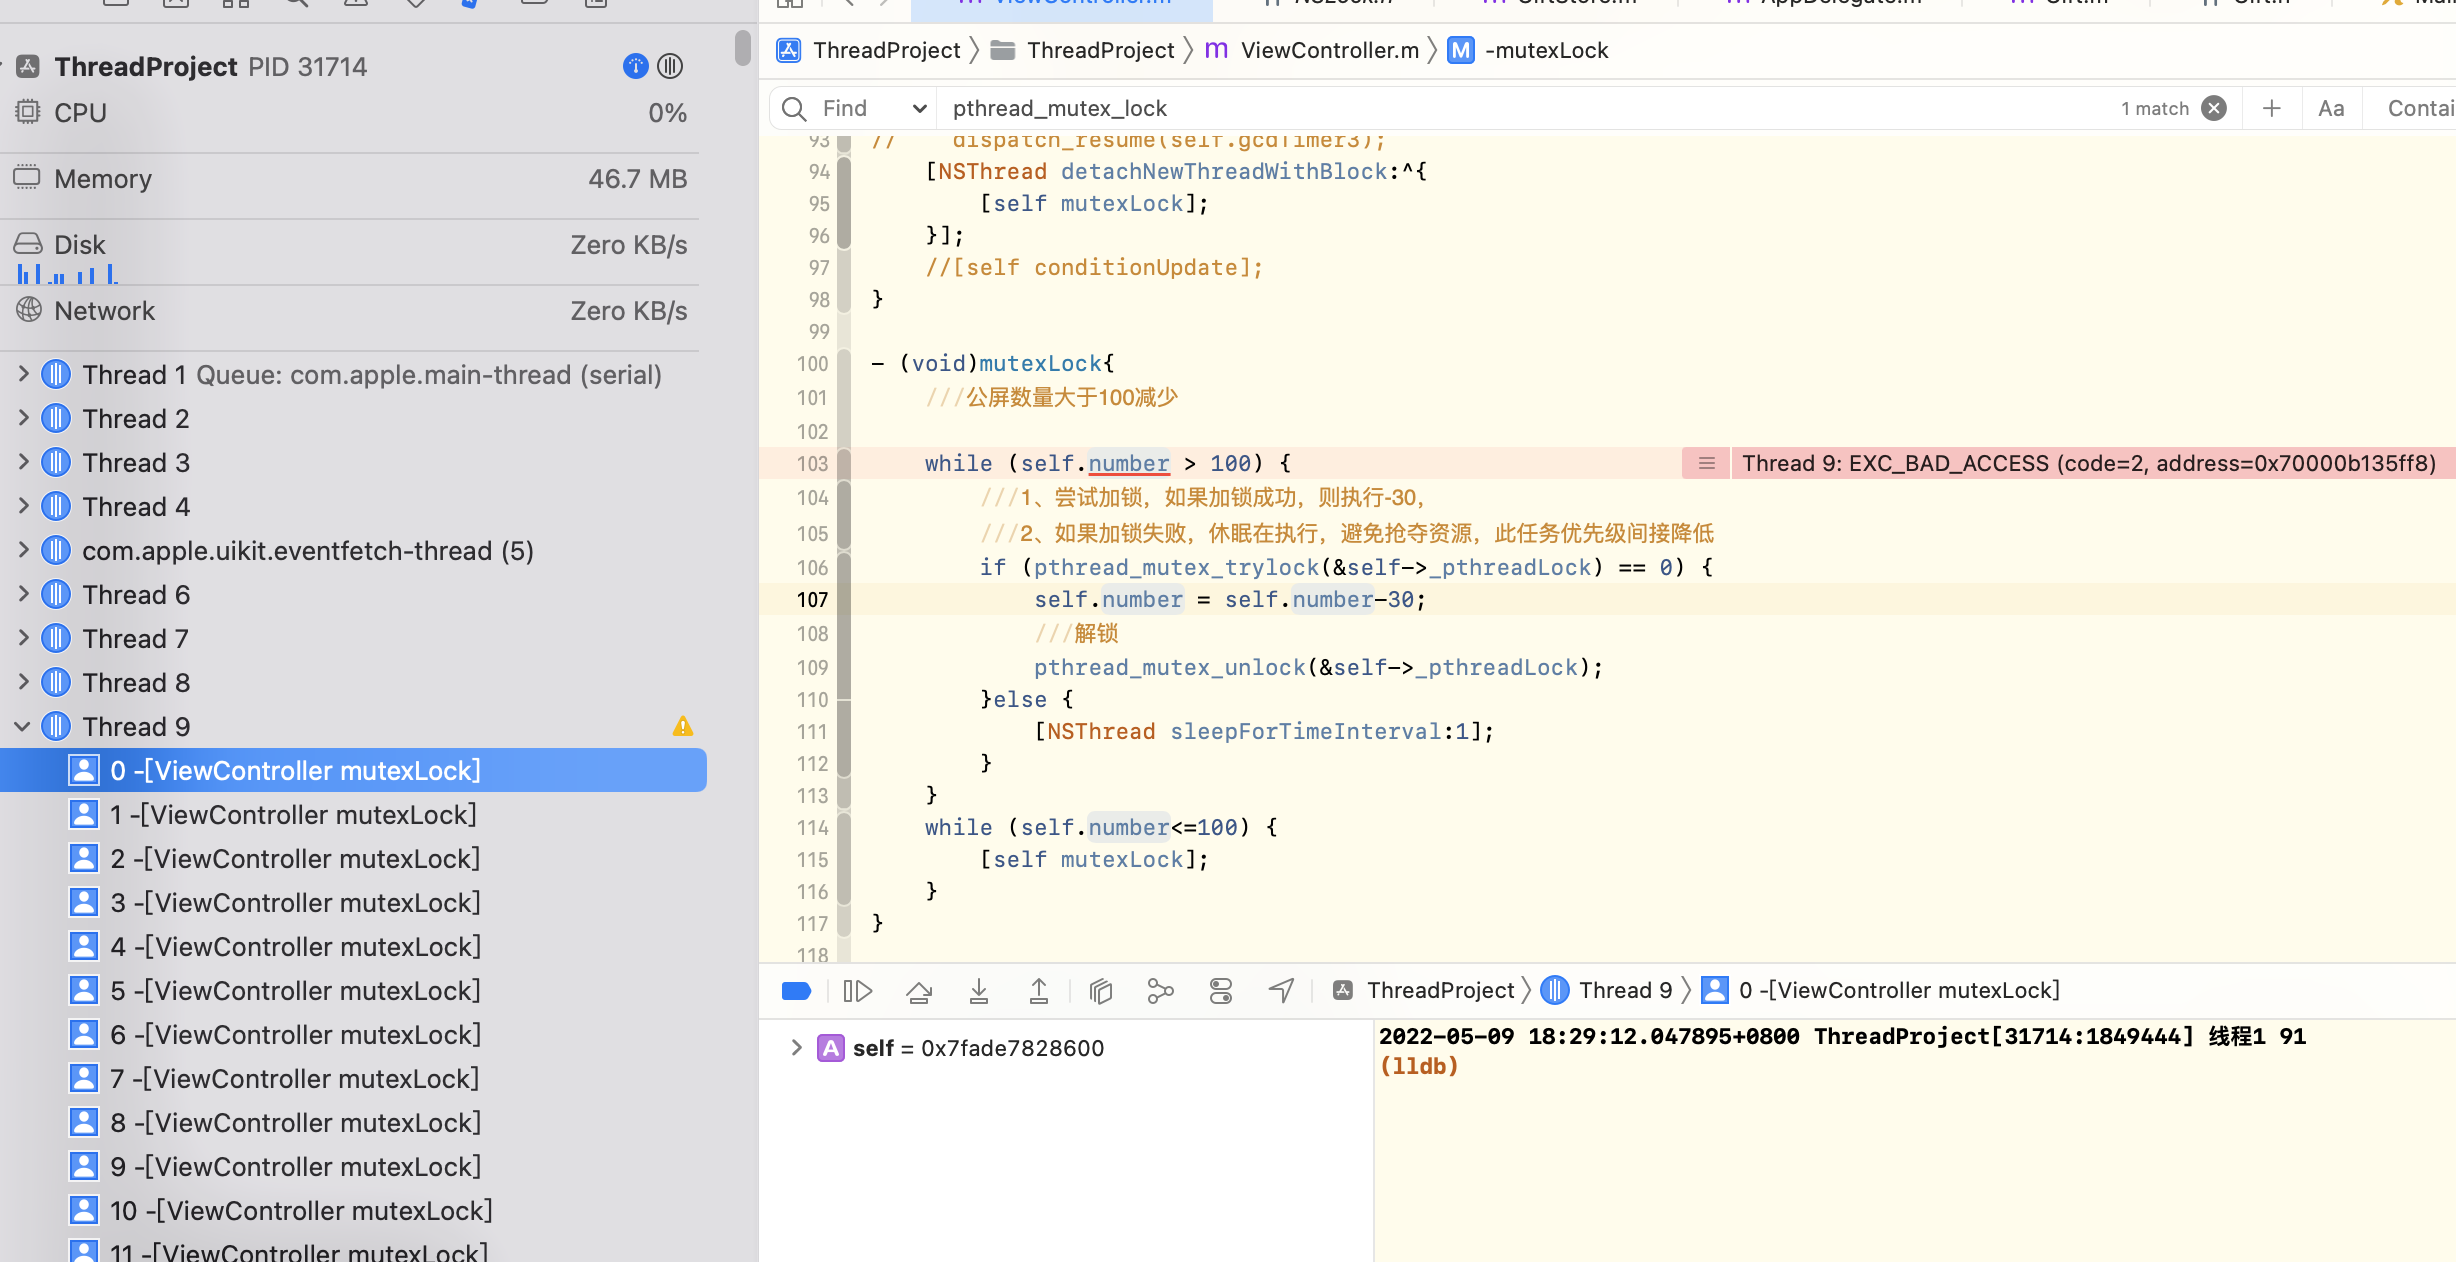 ThreadProject PID 31714
CPU 0%
Memory 46.7 MB
Disk Zero KB/s
Network Zero KB/s
Thread 1 Queue: com.apple.main-thread (serial)
Thread 2
Thread 3
Thread 4
com.apple.uikit.eventfetch-thread (5)
Thread 6
Thread 7
Thread 8
Thread 9
0 -[ViewController mutexLock]
1 -[ViewController mutexLock]
2 -[ViewController mutexLock]
3 -[ViewController mutexLock]
4 -[ViewController mutexLock]
5 -[ViewController mutexLock]
6 -[ViewController mutexLock]
7 -[ViewController mutexLock]
8 -[ViewController mutexLock]
9 -[ViewController mutexLock]
10 -[ViewController mutexLock]
11 -[ViewController mutexLock]
ThreadProject ThreadProject m ViewController.m M -mutexLock
Find pthread_mutex_lock 1 match Aa Contai
93 // dispatch_resume(self.gcdTimer3);
94 [NSThread detachNewThreadWithBlock:^{
95 [self mutexLock];
96 }];
97 //[self conditionUpdate];
98 }
99
100 - (void)mutexLock{
101 ///公屏数量大于100减少
102
103 while (self.number > 100) { Thread 9: EXC_BAD_ACCESS (code=2, address=0x70000b135ff8)
104 ///1、尝试加锁，如果加锁成功，则执行-30，
105 ///2、如果加锁失败，休眠在执行，避免抢夺资源，此任务优先级间接降低
106 if (pthread_mutex_trylock(&self->_pthreadLock) == 0) {
107 self.number = self.number-30;
108 ///解锁
109 pthread_mutex_unlock(&self->_pthreadLock);
110 }else {
111 [NSThread sleepForTimeInterval:1];
112 }
113 }
114 while (self.number<=100) {
115 [self mutexLock];
116 }
117 }
118
ThreadProject Thread 9 0 -[ViewController mutexLock]
A self = 0x7fade7828600
2022-05-09 18:29:12.047895+0800 ThreadProject[31714:1849444] 线程1 91
(lldb)